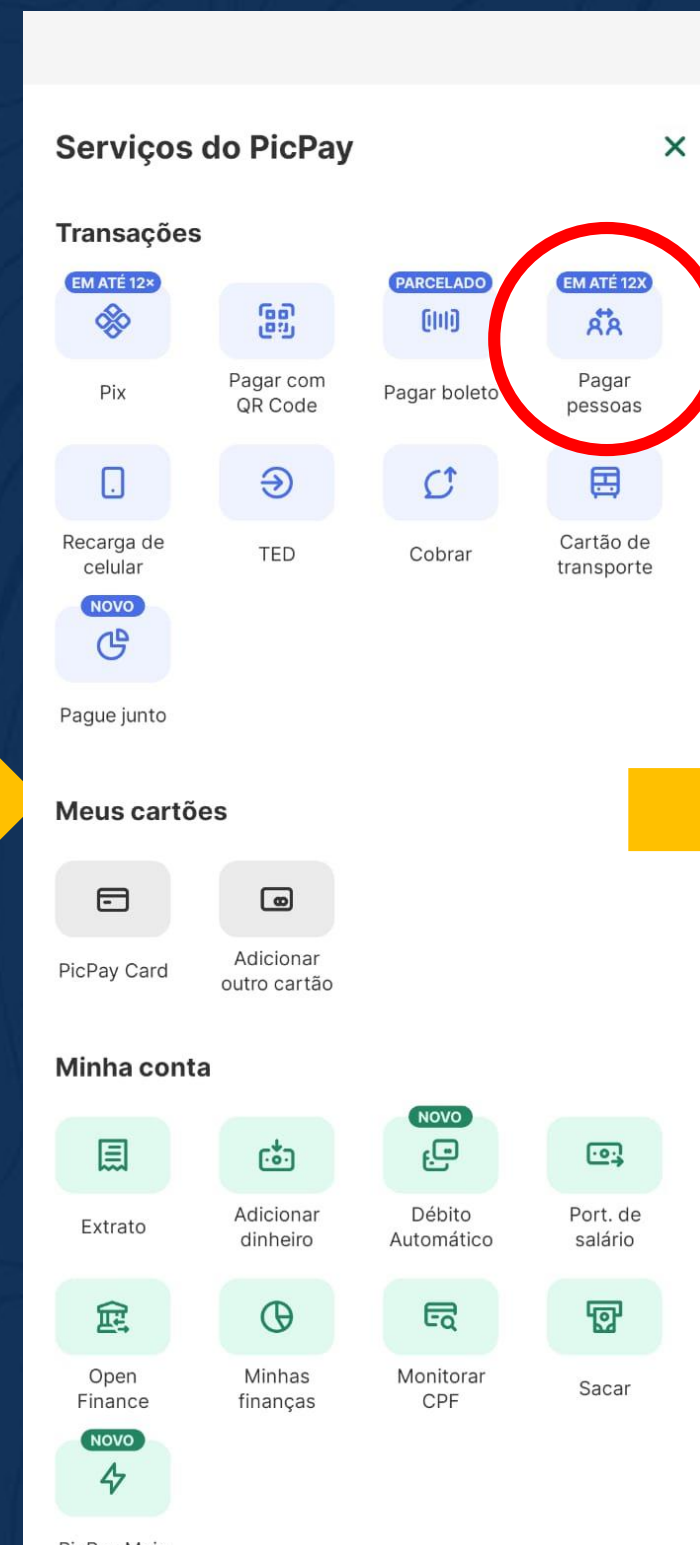 Serviços do PicPay
Transações
EM ATÉ 12×
PARCELADO
EM ATÉ 12X
Pix
Pagar com
QR Code
Pagar boleto
Pagar
pessoas
Recarga de
celular
TED
Cobrar
Cartão de
transporte
NOVO
Pague junto
Meus cartões
PicPay Card
Adicionar
outro cartão
Minha conta
NOVO
Extrato
Adicionar
dinheiro
Débito
Automático
Port. de
salário
Open
Finance
Minhas
finanças
Monitorar
CPF
Sacar
NOVO